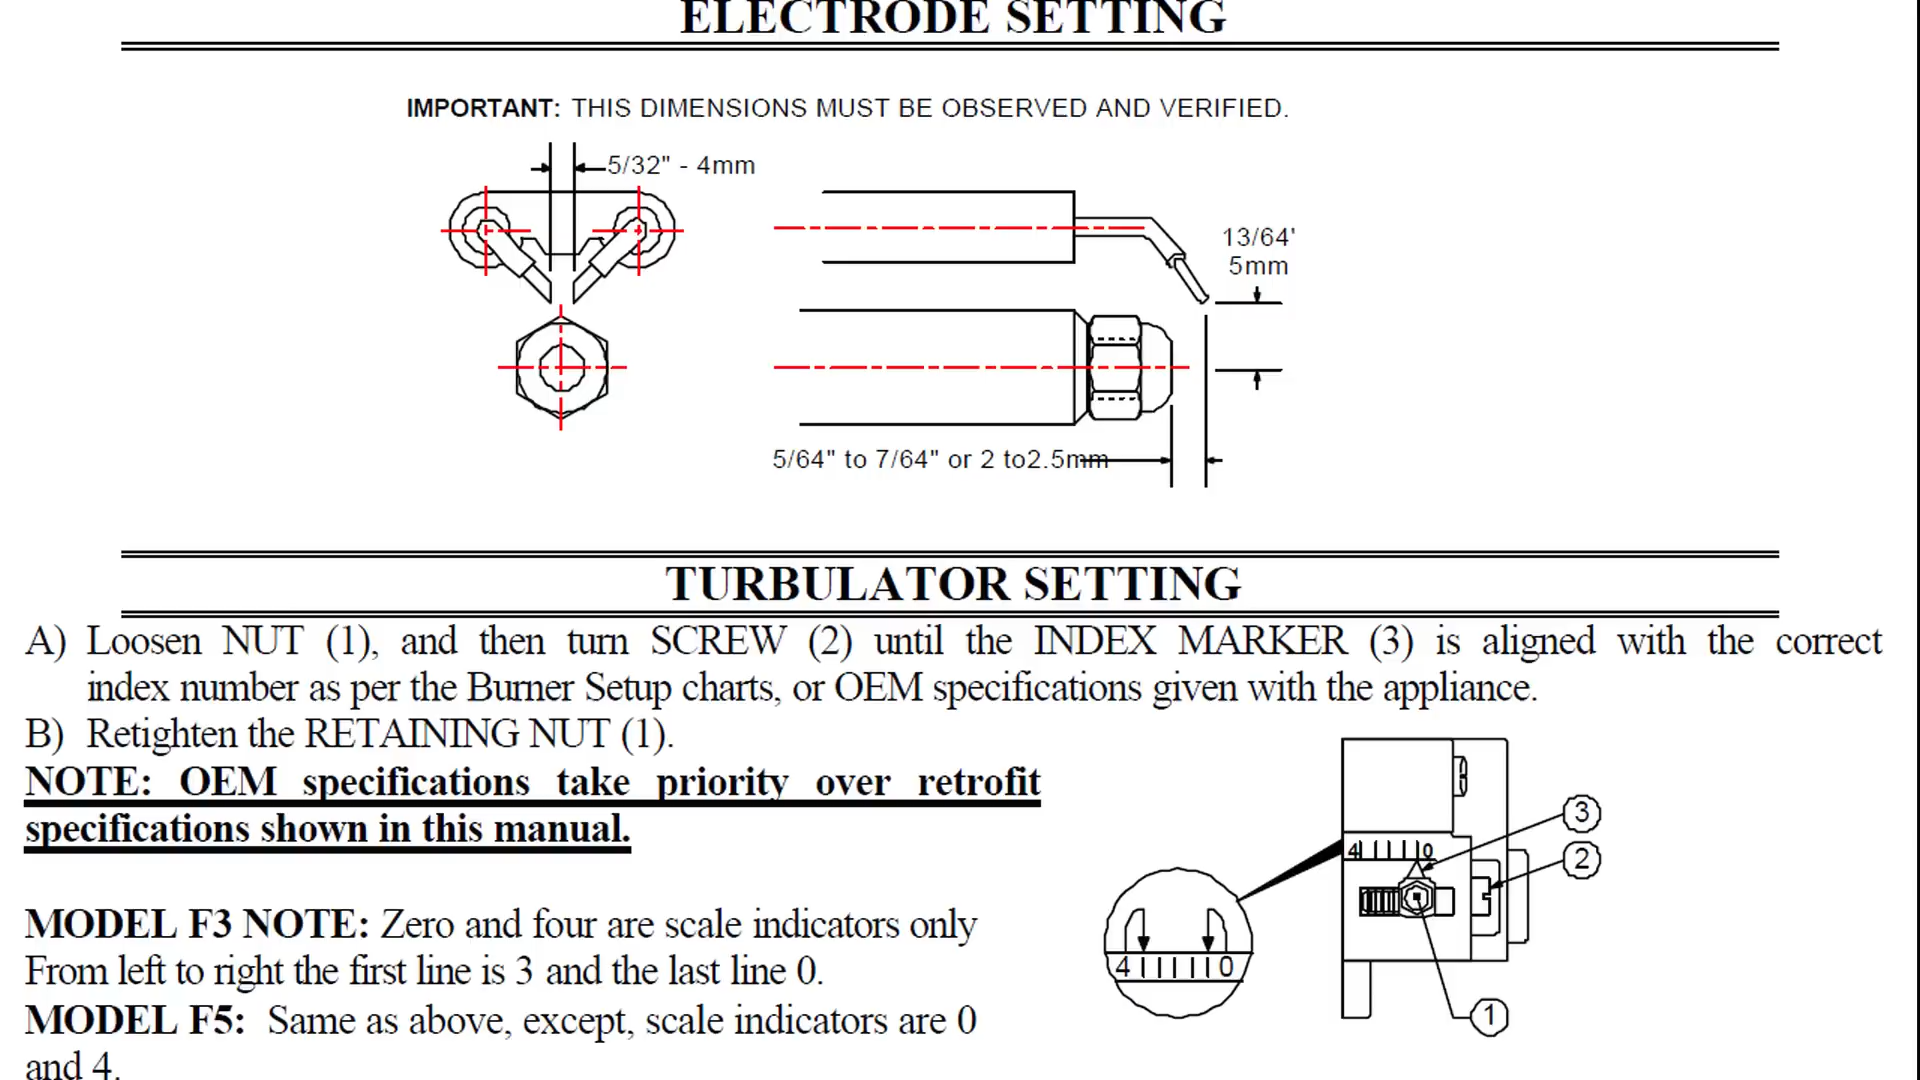 ELECTRODE SETTING
IMPORTANT: THIS DIMENSIONS MUST BE OBSERVED AND VERIFIED.
5/32" - 4mm
13/64'
5mm
5/64" to 7/64" or 2 to2.5mm
TURBULATOR SETTING
A) Loosen NUT (1), and then turn SCREW (2) until the INDEX MARKER (3) is aligned with the correct
index number as per the Burner Setup charts, or OEM specifications given with the appliance.
B) Retighten the RETAINING NUT (1).
NOTE: OEM specifications take priority over retrofit
specifications shown in this manual.
MODEL F3 NOTE: Zero and four are scale indicators only
From left to right the first line is 3 and the last line 0.
MODEL F5: Same as above, except, scale indicators are 0
and 4.
3
4 0
2
4 0
1